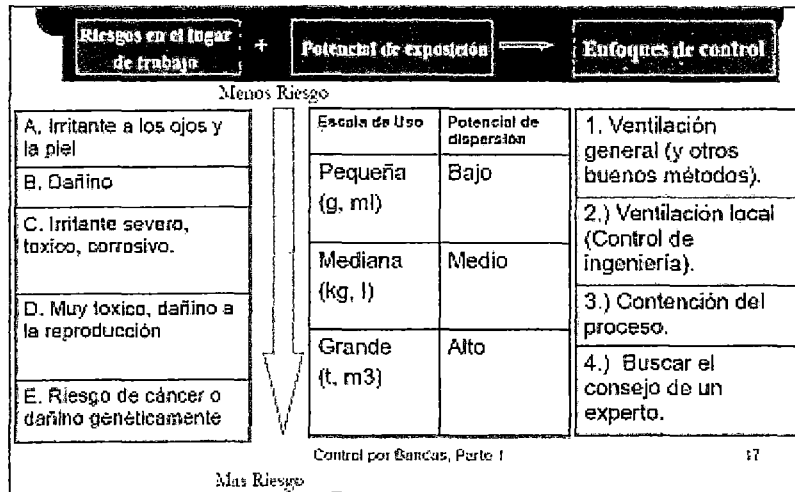 Riesgos en el lugar
de trabajo
+
Potencial de exposición
Enfoques de control
Menos Riesgo
A. Irritante a los ojos y
la piel
B. Dañino
C. Irritante severo,
toxico, corrosivo.
D. Muy toxico, dañino a
la reproducción
E. Riesgo de cáncer o
dañino genéticamente
Escala de Uso
Potencial de
dispersión
Pequeña
(g, ml)
Bajo
Mediana
(kg, l)
Medio
Grande
(t, m3)
Alto
1. Ventilación
general (y otros
buenos métodos).
2.) Ventilación local
(Control de
ingeniería).
3.) Contención del
proceso.
4.) Buscar el
consejo de un
experto.
Control por Bandas, Parte 1
17
Mas Riesgo